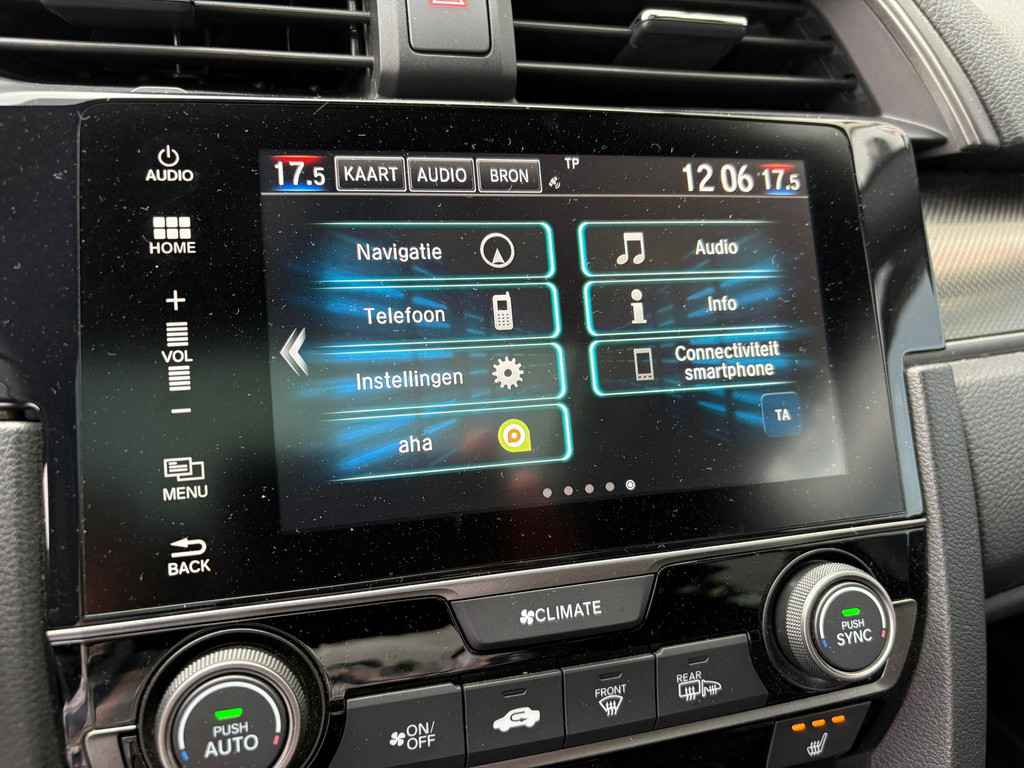 AUDIO
HOME
+
VOL
−
MENU
BACK
17.5 KAART AUDIO BRON TP 12 06 17.5
Navigatie
Audio
Telefoon
Info
Instellingen
Connectiviteit
smartphone
aha
TA
CLIMATE
PUSH
AUTO
ON/
OFF
FRONT
REAR
PUSH
SYNC